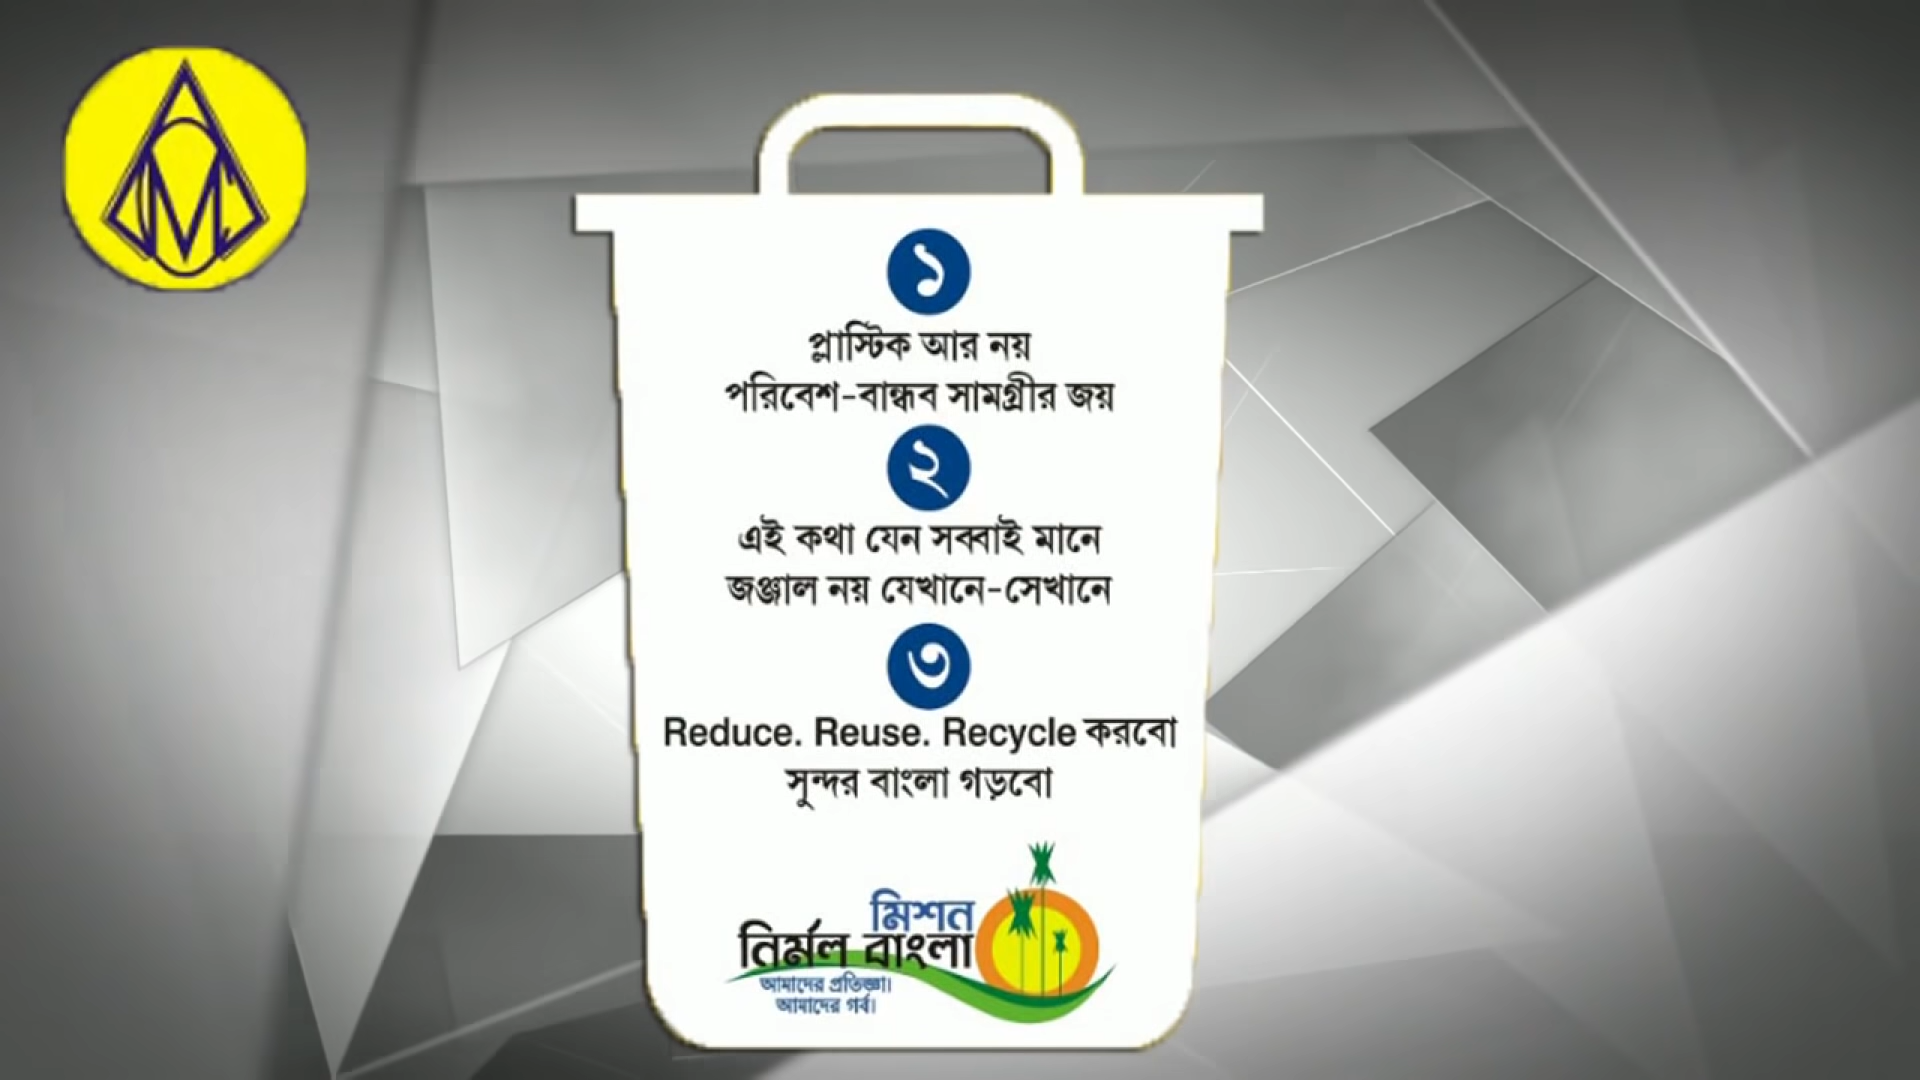 ১
প্লাস্টিক আর নয়
পরিবেশ-বান্ধব সামগ্রীর জয়
২
এই কথা যেন সব্বাই মানে
জঞ্জাল নয় যেখানে-সেখানে
৩
Reduce. Reuse. Recycle করবো
সুন্দর বাংলা গড়বো
মিশন
নির্মল বাংলা
আমাদের প্রতিজ্ঞা।
আমাদের গর্ব।